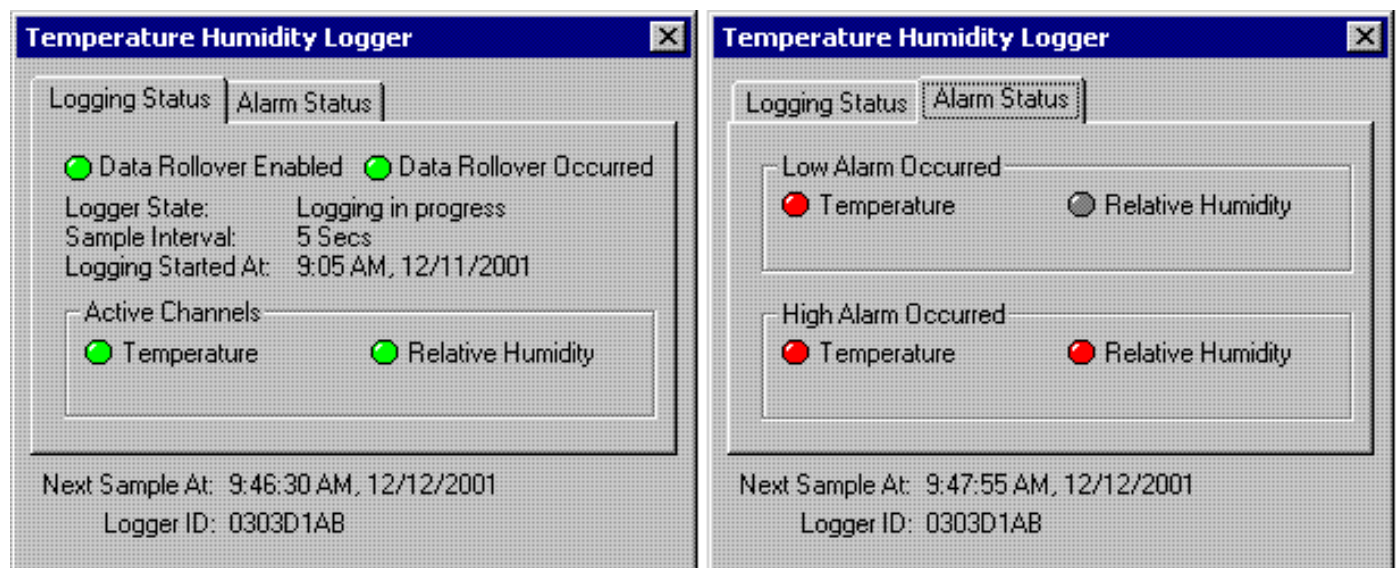 Temperature Humidity Logger
Logging Status Alarm Status
Data Rollover Enabled Data Rollover Occurred
Logger State: Logging in progress
Sample Interval: 5 Secs
Logging Started At: 9:05 AM, 12/11/2001
Active Channels
Temperature Relative Humidity
Next Sample At: 9:46:30 AM, 12/12/2001
Logger ID: 0303D1AB
Temperature Humidity Logger
Logging Status Alarm Status
Low Alarm Occurred
Temperature Relative Humidity
High Alarm Occurred
Temperature Relative Humidity
Next Sample At: 9:47:55 AM, 12/12/2001
Logger ID: 0303D1AB